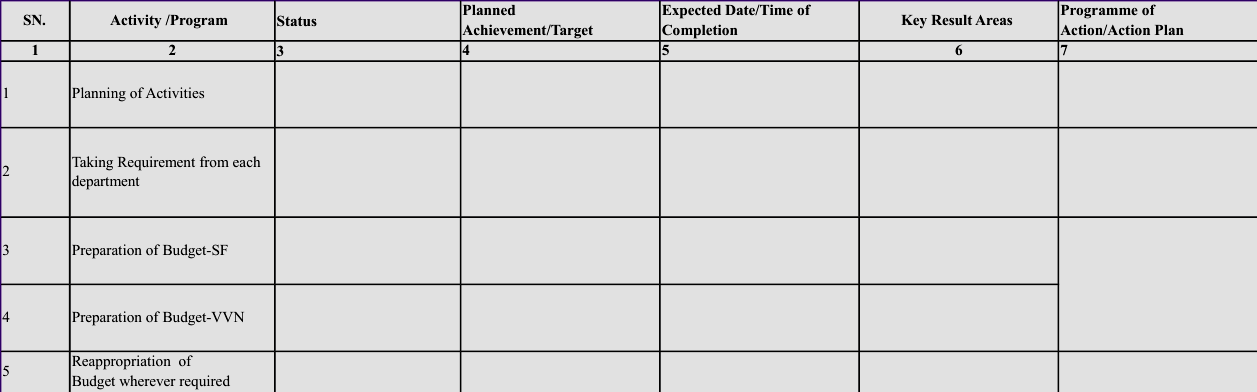 SN.
Activity /Program
Status
Planned
Achievement/Target
Expected Date/Time of
Completion
Key Result Areas
Programme of
Action/Action Plan
1
2
3
4
5
6
7
1
Planning of Activities
2
Taking Requirement from each
department
3
Preparation of Budget-SF
4
Preparation of Budget-VVN
5
Reappropriation  of
Budget wherever required